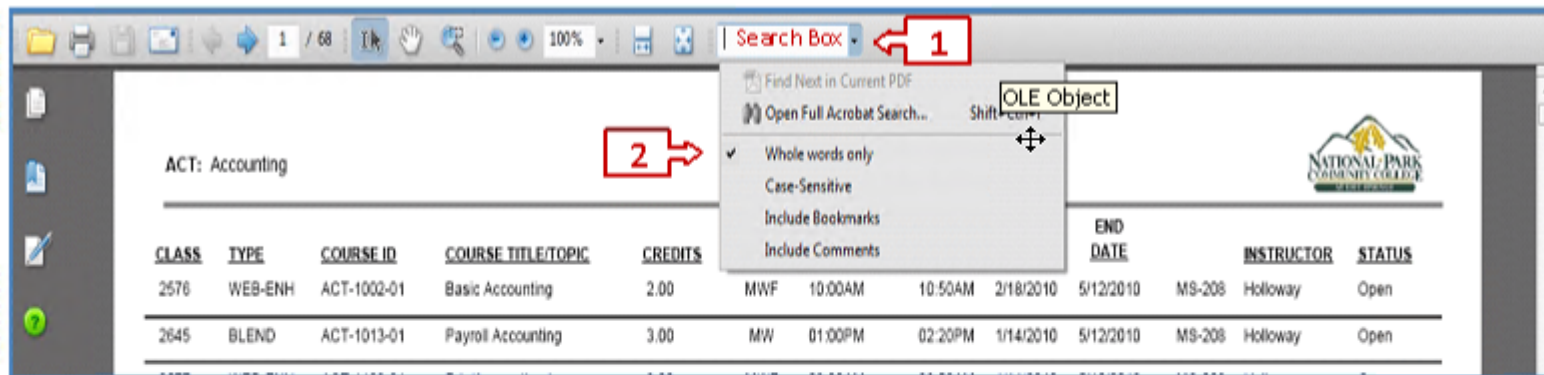 1 / 68 100% Search Box 1
Find Next in Current PDF
OLE Object
Open Full Acrobat Search...
2 Whole words only
Case-Sensitive
Include Bookmarks
Include Comments
ACT: Accounting
NATIONAL PARK
COMMUNITY COLLEGE
END
CLASS TYPE COURSE ID COURSE TITLE/TOPIC CREDITS DATE INSTRUCTOR STATUS
2576 WEB-ENH ACT-1002-01 Basic Accounting 2.00 MWF 10:00AM 10:50AM 2/18/2010 5/12/2010 MS-208 Holloway Open
2645 BLEND ACT-1013-01 Payroll Accounting 3.00 MW 01:00PM 02:20PM 1/14/2010 5/12/2010 MS-208 Holloway Open